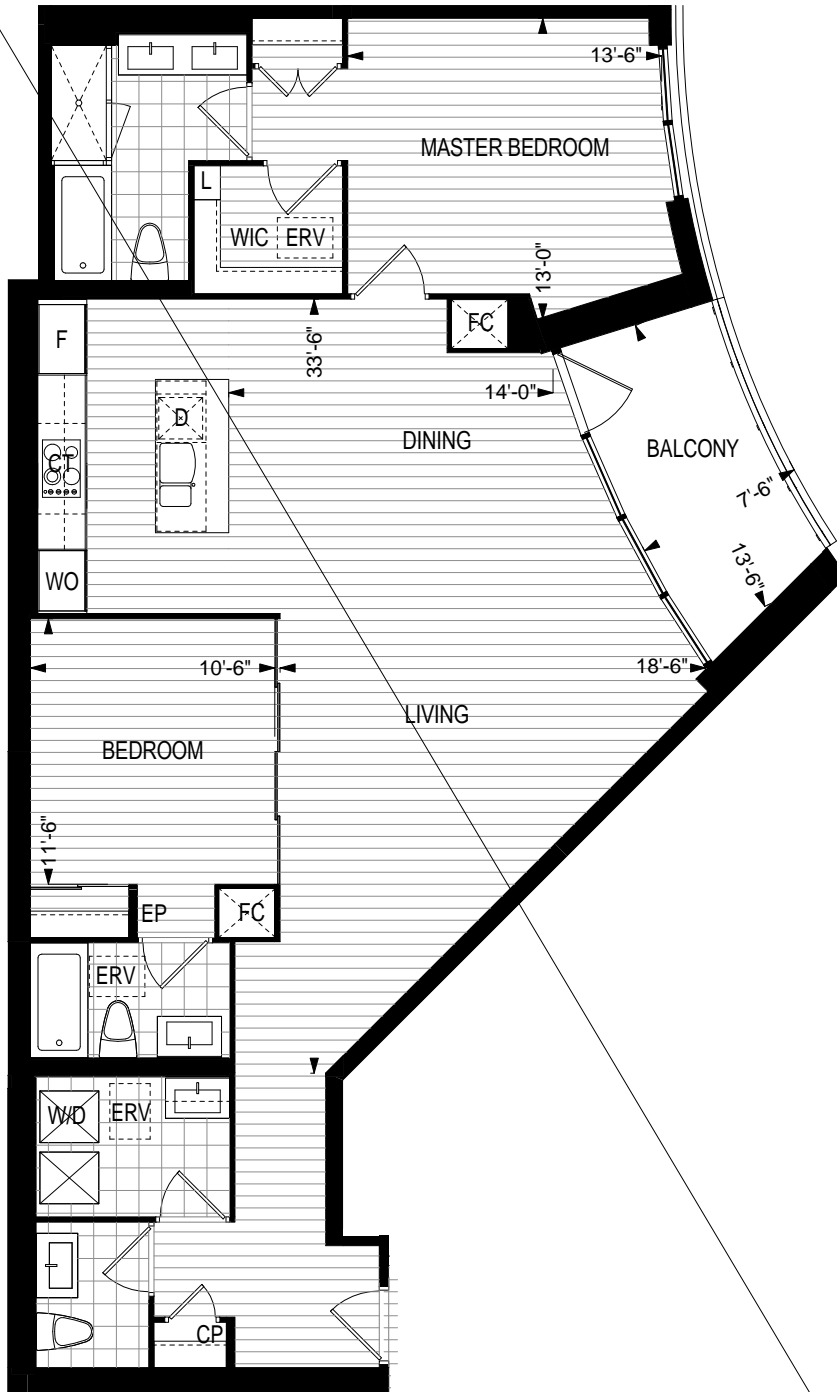 13'-6"
MASTER BEDROOM
L
WIC
ERV
13'-0"
FC
F
33'-6"
14'-0"
D
DINING
BALCONY
CT
7'-6"
WO
13'-6"
10'-6"
18'-6"
LIVING
BEDROOM
11'-6"
EP
FC
ERV
W/D
ERV
CP